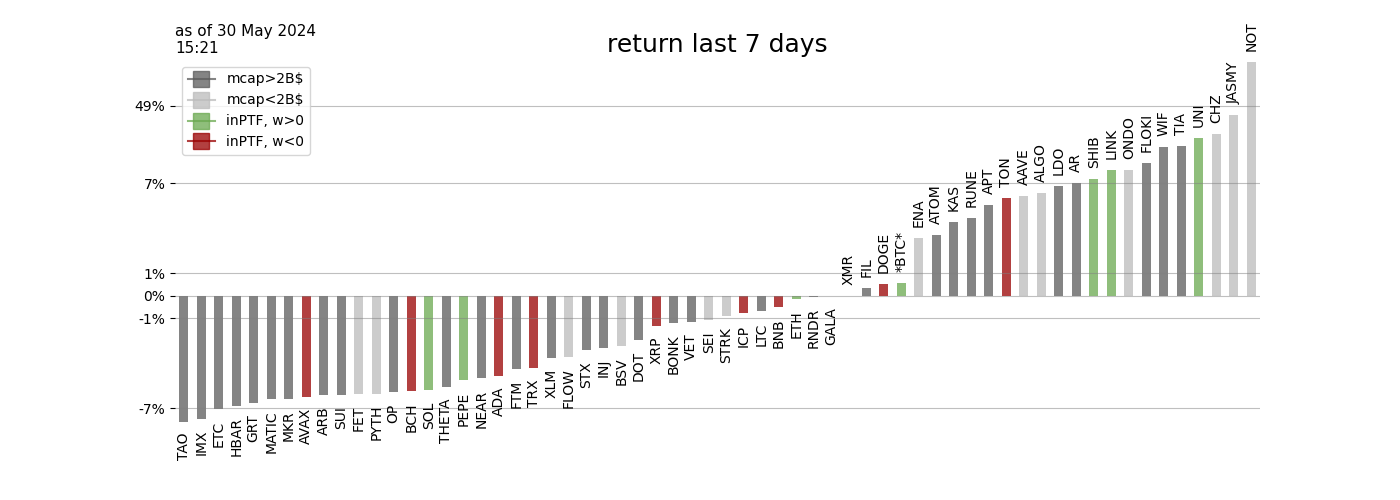 as of 30 May 2024
15:21
return last 7 days
mcap>2B$
mcap<2B$
inPTF, w>0
inPTF, w<0
49%
7%
1%
0%
-1%
-7%
TAO
IMX
ETC
HBAR
GRT
MATIC
MKR
AVAX
ARB
SUI
FET
PYTH
OP
BCH
SOL
THETA
PEPE
NEAR
ADA
FTM
TRX
XLM
FLOW
STX
INJ
BSV
DOT
XRP
BONK
VET
SEI
STRK
ICP
LTC
BNB
ETH
RNDR
GALA
XMR
FIL
DOGE
*BTC*
ENA
ATOM
KAS
RUNE
APT
TON
AAVE
ALGO
LDO
AR
SHIB
LINK
ONDO
FLOKI
WIF
TIA
UNI
CHZ
JASMY
NOT